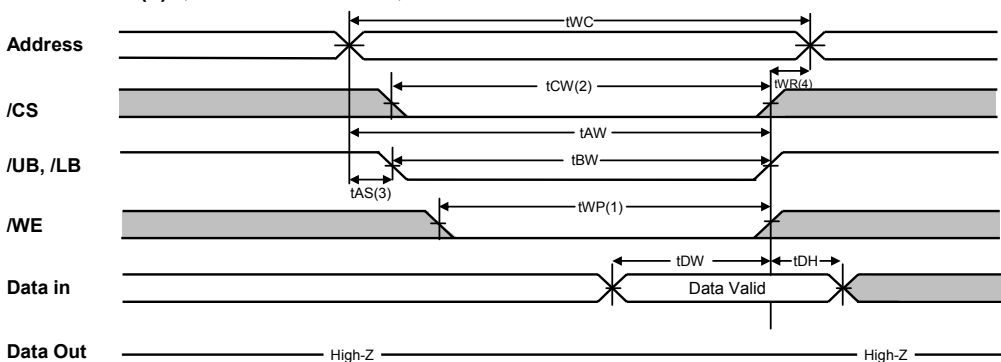 tWC
Address
tCW(2)
tWR(4)
/CS
tAW
/UB, /LB
tBW
tAS(3)
tWP(1)
/WE
tDW
tDH
Data in
Data Valid
Data Out
High-Z
High-Z